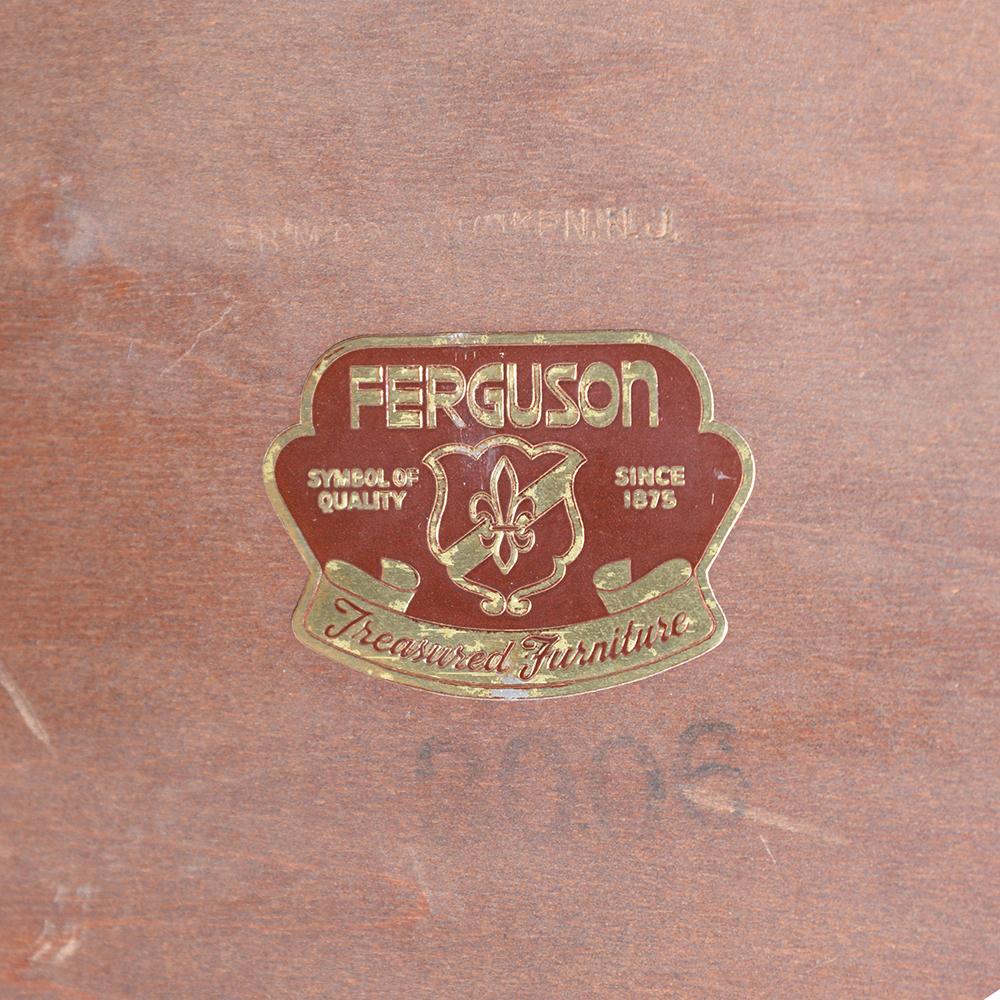 N.J.
FERGUSON
SYMBOL OF
QUALITY
SINCE
1875
Treasured Furniture